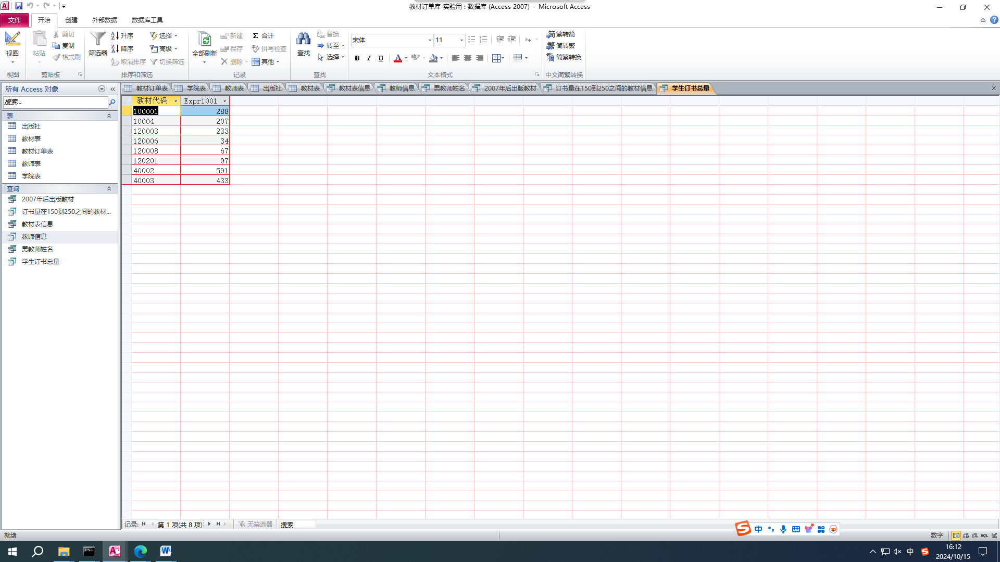 教材订单库-实验用 : 数据库 (Access 2007) - Microsoft Access
文件 开始 创建 外部数据 数据库工具
视图 粘贴 剪切 复制 格式刷
筛选器 升序 降序 取消排序 选择 高级 切换筛选
全部刷新 新建 保存 删除 合计 拼写检查 其他
查找 替换 转至 选择
宋体 11
B I U A ab
繁转简
简转繁
简繁转换
视图 剪贴板 排序和筛选 记录 查找 文本格式 中文简繁转换
所有 Access 对象
搜索...
表
出版社
教材表
教材订单表
教师表
学院表
查询
2007年后出版教材
订书量在150到250之间的教材...
教材表信息
教师信息
男教师姓名
学生订书总量
教材订单表 学院表 教师表 出版社 教材表 教材表信息 教师信息 男教师姓名 2007年后出版教材 订书量在150到250之间的教材信息 学生订书总量
教材代码 Expr1001
100001 288
10004 207
120003 233
120006 34
120008 67
120201 97
40002 591
40003 433
记录: 第 1 项(共 8 项) 无筛选器 搜索
中
就绪 数字 SQL
中 16:12
2024/10/15